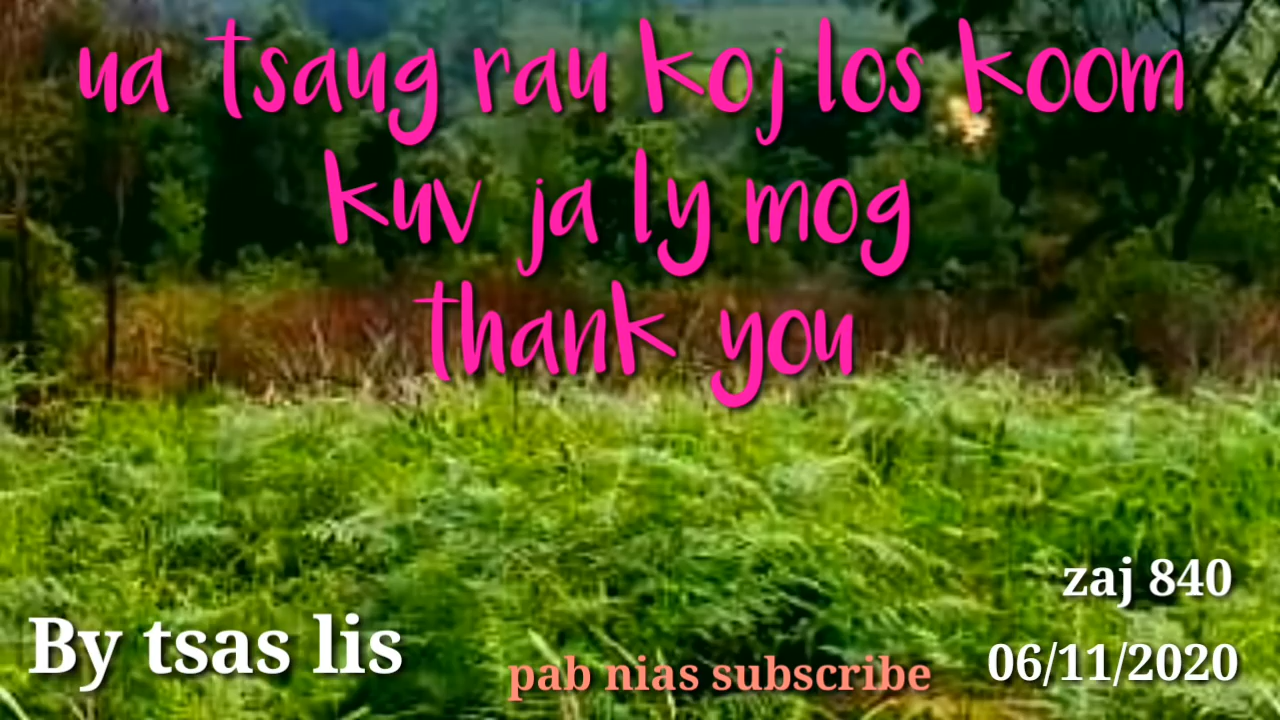 ua tsaug rau koj los koom
kuv ja ly mog
thank you
zaj 840
By tsas lis
pab nias subscribe
06/11/2020